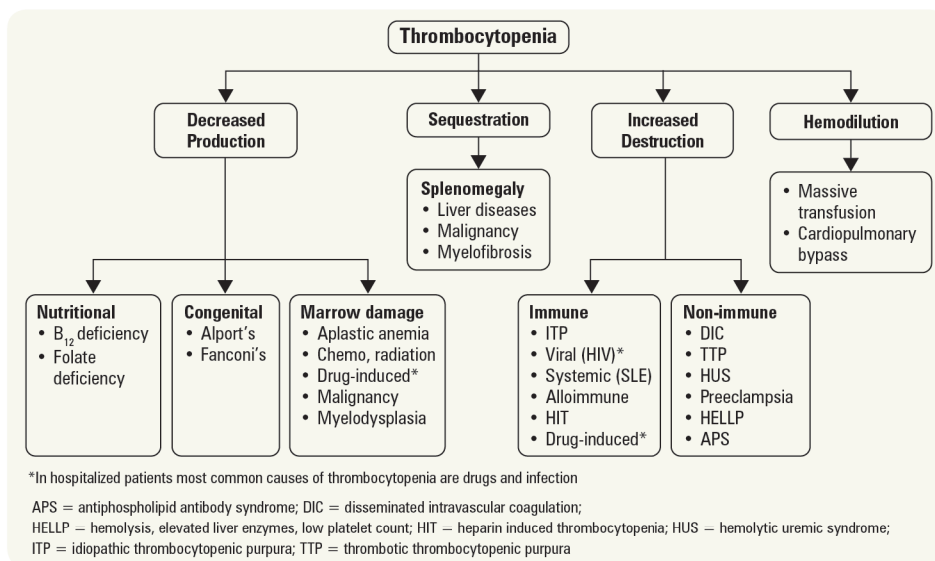 Thrombocytopenia
Decreased
Production
Sequestration
Increased
Destruction
Hemodilution
Splenomegaly
• Liver diseases
• Malignancy
• Myelofibrosis
• Massive
transfusion
• Cardiopulmonary
bypass
Nutritional
• B12 deficiency
• Folate
deficiency
Congenital
• Alport's
• Fanconi's
Marrow damage
• Aplastic anemia
• Chemo, radiation
• Drug-induced*
• Malignancy
• Myelodysplasia
Immune
• ITP
• Viral (HIV)*
• Systemic (SLE)
• Alloimmune
• HIT
• Drug-induced*
Non-immune
• DIC
• TTP
• HUS
• Preeclampsia
• HELLP
• APS
*In hospitalized patients most common causes of thrombocytopenia are drugs and infection
APS = antiphospholipid antibody syndrome; DIC = disseminated intravascular coagulation;
HELLP = hemolysis, elevated liver enzymes, low platelet count; HIT = heparin induced thrombocytopenia; HUS = hemolytic uremic syndrome;
ITP = idiopathic thrombocytopenic purpura; TTP = thrombotic thrombocytopenic purpura